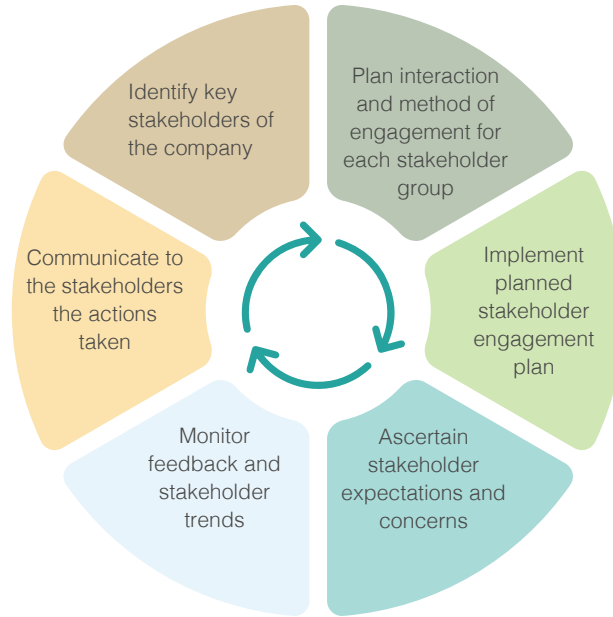 Identify key
stakeholders of
the company
Plan interaction
and method of
engagement for
each stakeholder
group
Implement
planned
stakeholder
engagement
plan
Ascertain
stakeholder
expectations and
concerns
Monitor
feedback and
stakeholder
trends
Communicate to
the stakeholders
the actions
taken